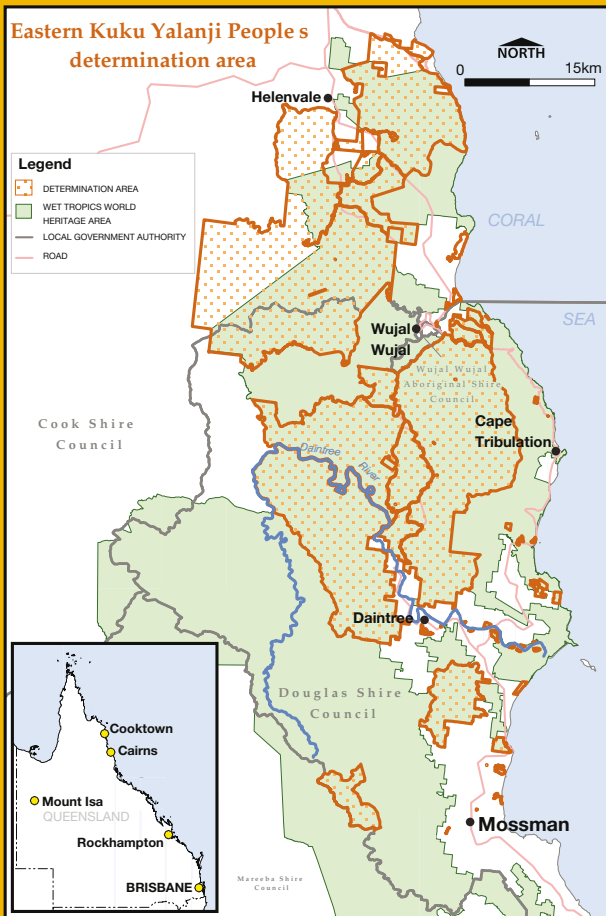 Eastern Kuku Yalanji People s
determination area
NORTH
0 15km
Helenvale
Legend
DETERMINATION AREA
WET TROPICS WORLD
HERITAGE AREA
LOCAL GOVERNMENT AUTHORITY
ROAD
CORAL
SEA
Wujal
Wujal
Wujal Wujal
Aboriginal Shire
Council
Cook Shire
Council
Cape
Tribulation
Daintree
River
Daintree
Douglas Shire
Council
Cooktown
Cairns
Mount Isa
QUEENSLAND
Rockhampton
BRISBANE
Mossman
Mareeba Shire
Council